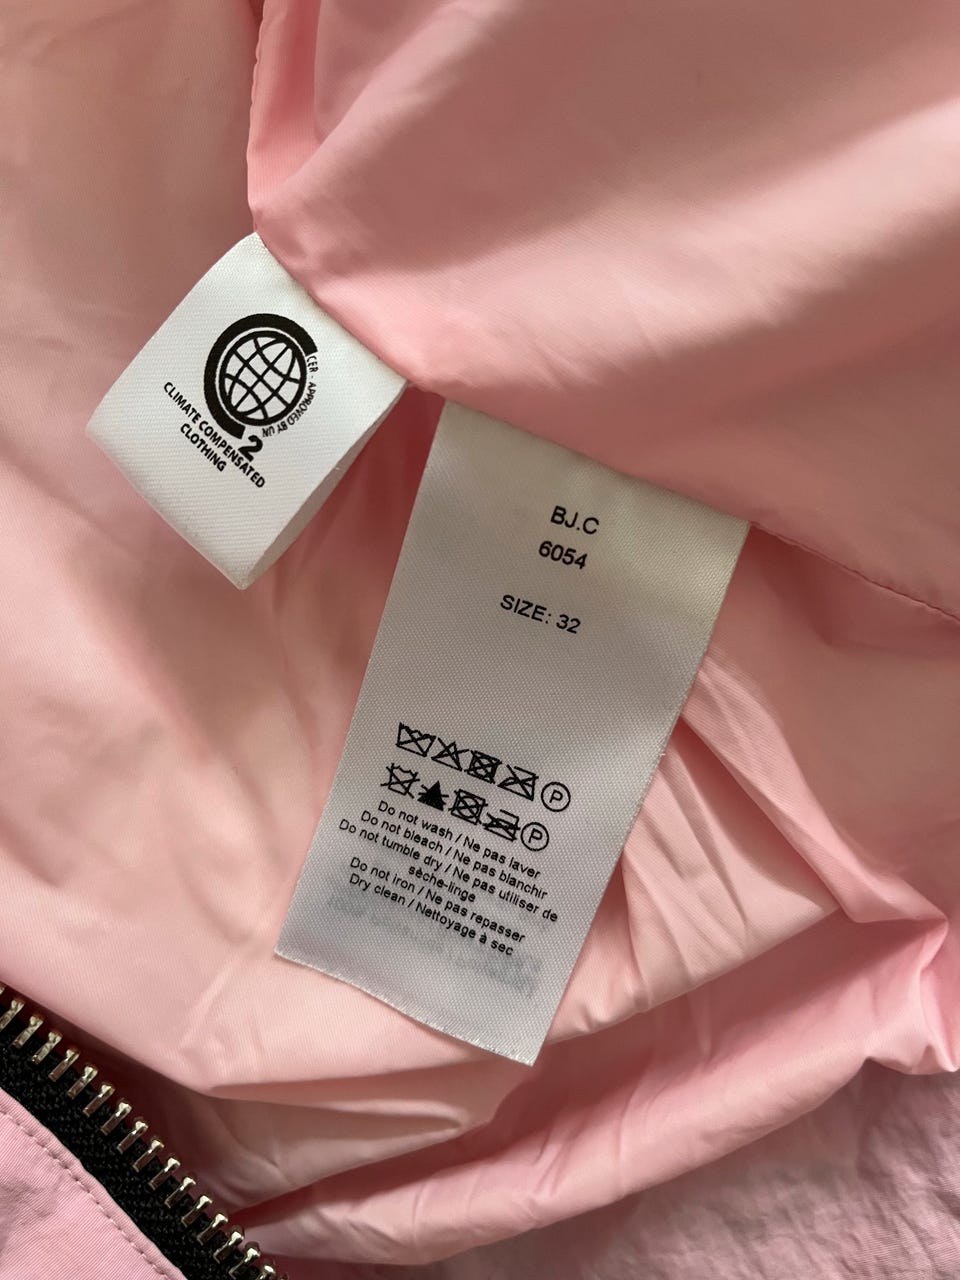 CER - APPROVED BY UN
2
CLIMATE COMPENSATED
CLOTHING
BJ.C
6054
SIZE: 32
P
P
Do not wash / Ne pas laver
Do not bleach / Ne pas blanchir
Do not tumble dry / Ne pas utiliser de
sèche-linge
Do not iron / Ne pas repasser
Dry clean / Nettoyage à sec